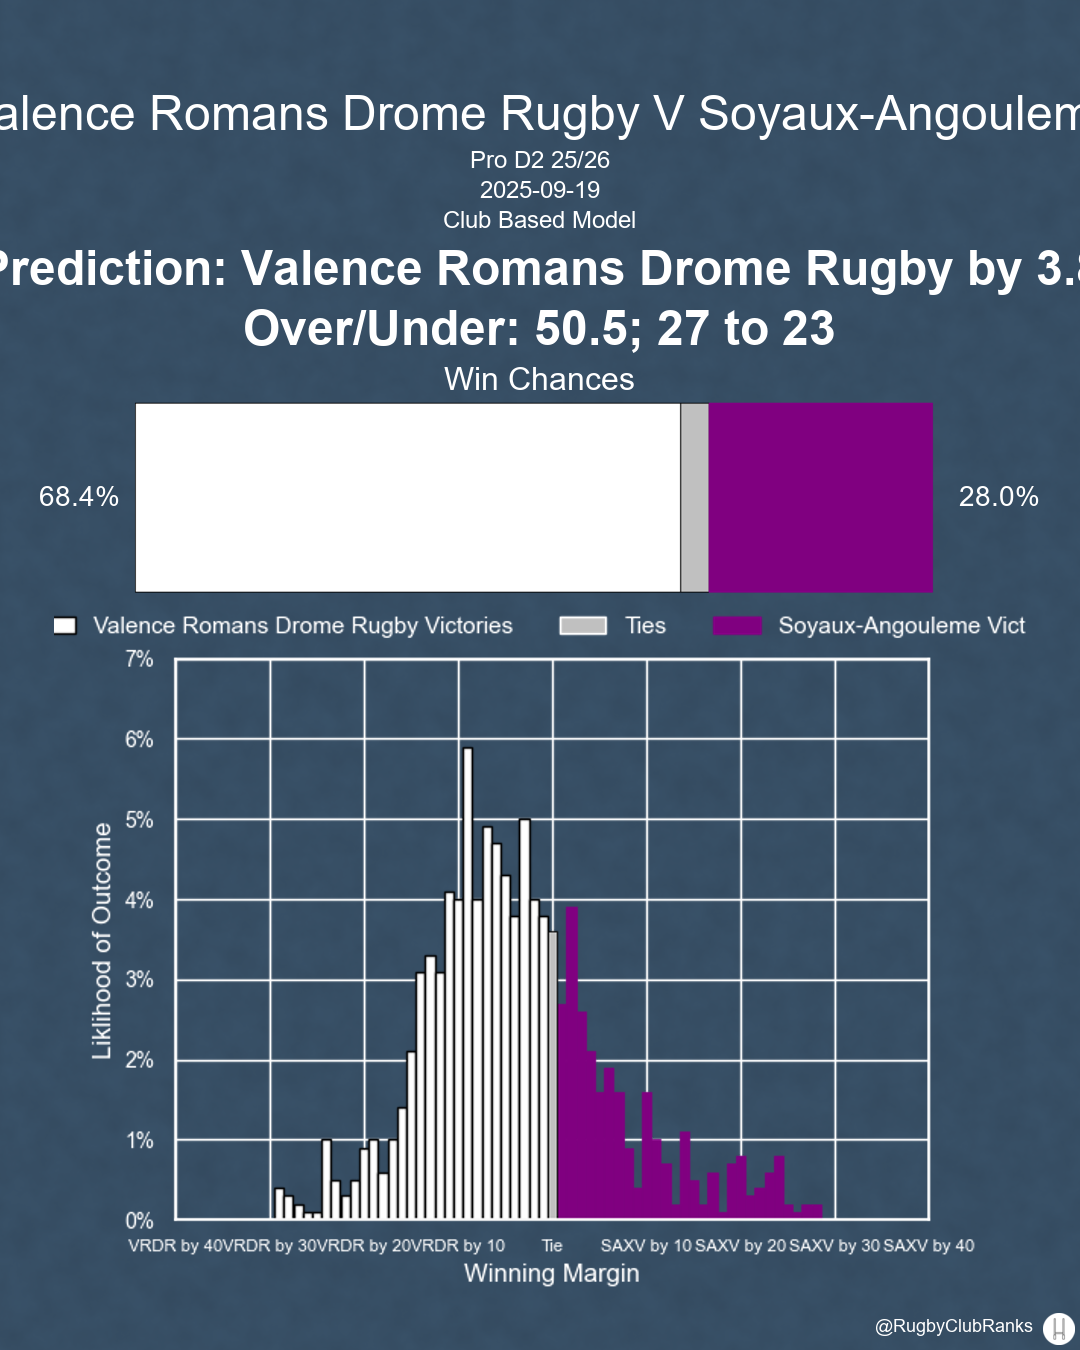 alence Romans Drome Rugby V Soyaux-Angoulem
Pro D2 25/26
2025-09-19
Club Based Model
Prediction: Valence Romans Drome Rugby by 3.8
Over/Under: 50.5; 27 to 23
Win Chances
68.4%
28.0%
Valence Romans Drome Rugby Victories Ties Soyaux-Angouleme Vict
7%
6%
5%
4%
3%
2%
1%
0%
Liklihood of Outcome
VRDR by 40 VRDR by 30 VRDR by 20 VRDR by 10 Tie SAXV by 10 SAXV by 20 SAXV by 30 SAXV by 40
Winning Margin
@RugbyClubRanks